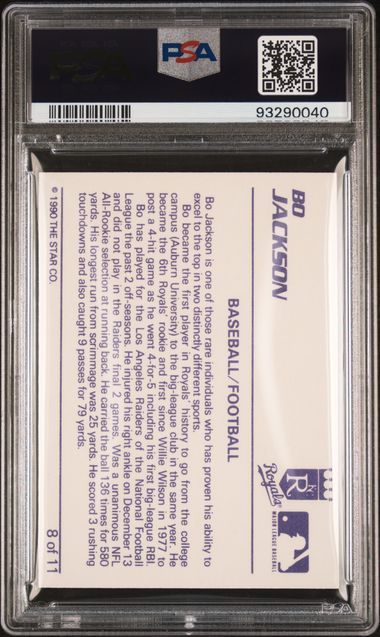 PSA
PSA
93290040
BO
JACKSON
Royals
MAJOR LEAGUE BASEBALL
BASEBALL/FOOTBALL
Bo Jackson is one of those rare individuals who has proven his ability to
excel to the top in two distinctly different sports.
Bo became the first player in Royals' history to go from the college
campus (Auburn University) to the big-league club in the same year. He
became the 6th Royals' rookie and first since Willie Wilson in 1977 to
post a 4-hit game as he went 4-for-5 including his first big-league RBI.
Bo has played for the Los Angeles Raiders of the National Football
League the past 2 off-seasons. He injured his right ankle on December 13
and did not play in the Raiders final 2 games. Was a unanimous NFL
All-Rookie selection at running back. He carried the ball 136 times for 580
yards. His longest run from scrimmage was 25 yards. He scored 3 rushing
touchdowns and also caught 9 passes for 79 yards.
© 1990 THE STAR CO.
8 of 11
PSA